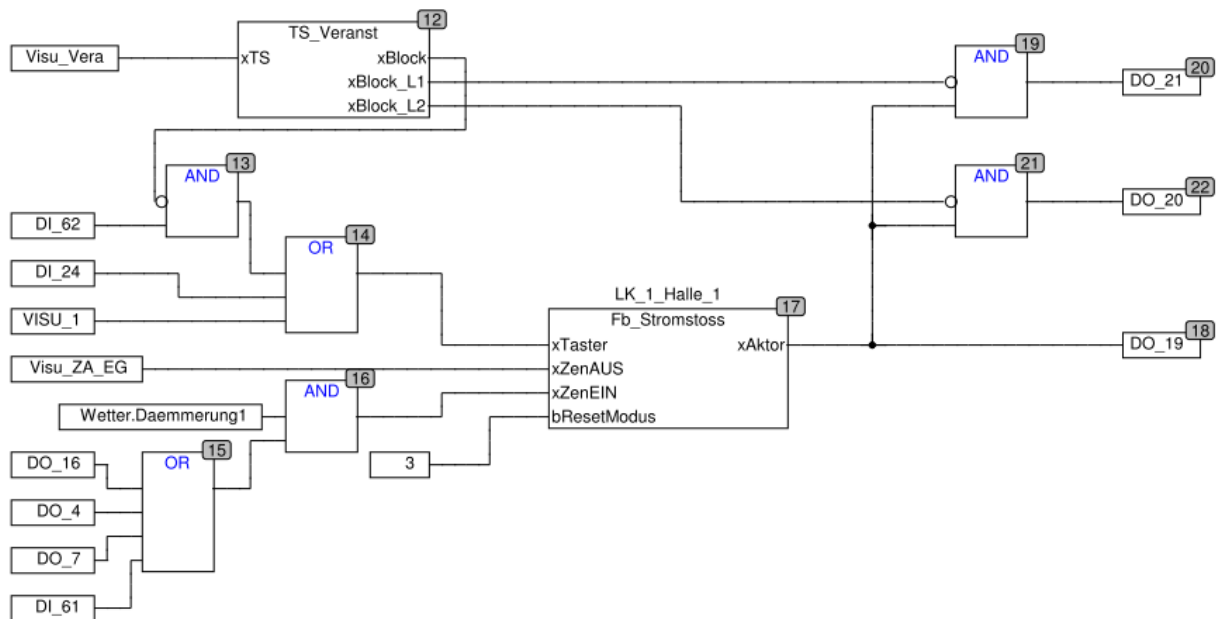 12
TS_Veranst
Visu_Vera
xTS
xBlock
xBlock_L1
xBlock_L2
19
AND
20
DO_21
13
AND
DI_62
21
AND
22
DO_20
14
OR
DI_24
VISU_1
LK_1_Halle_1
17
Fb_Stromstoss
xTaster
xAktor
xZenAUS
xZenEIN
bResetModus
18
DO_19
Visu_ZA_EG
16
AND
Wetter.Daemmerung1
3
15
OR
DO_16
DO_4
DO_7
DI_61